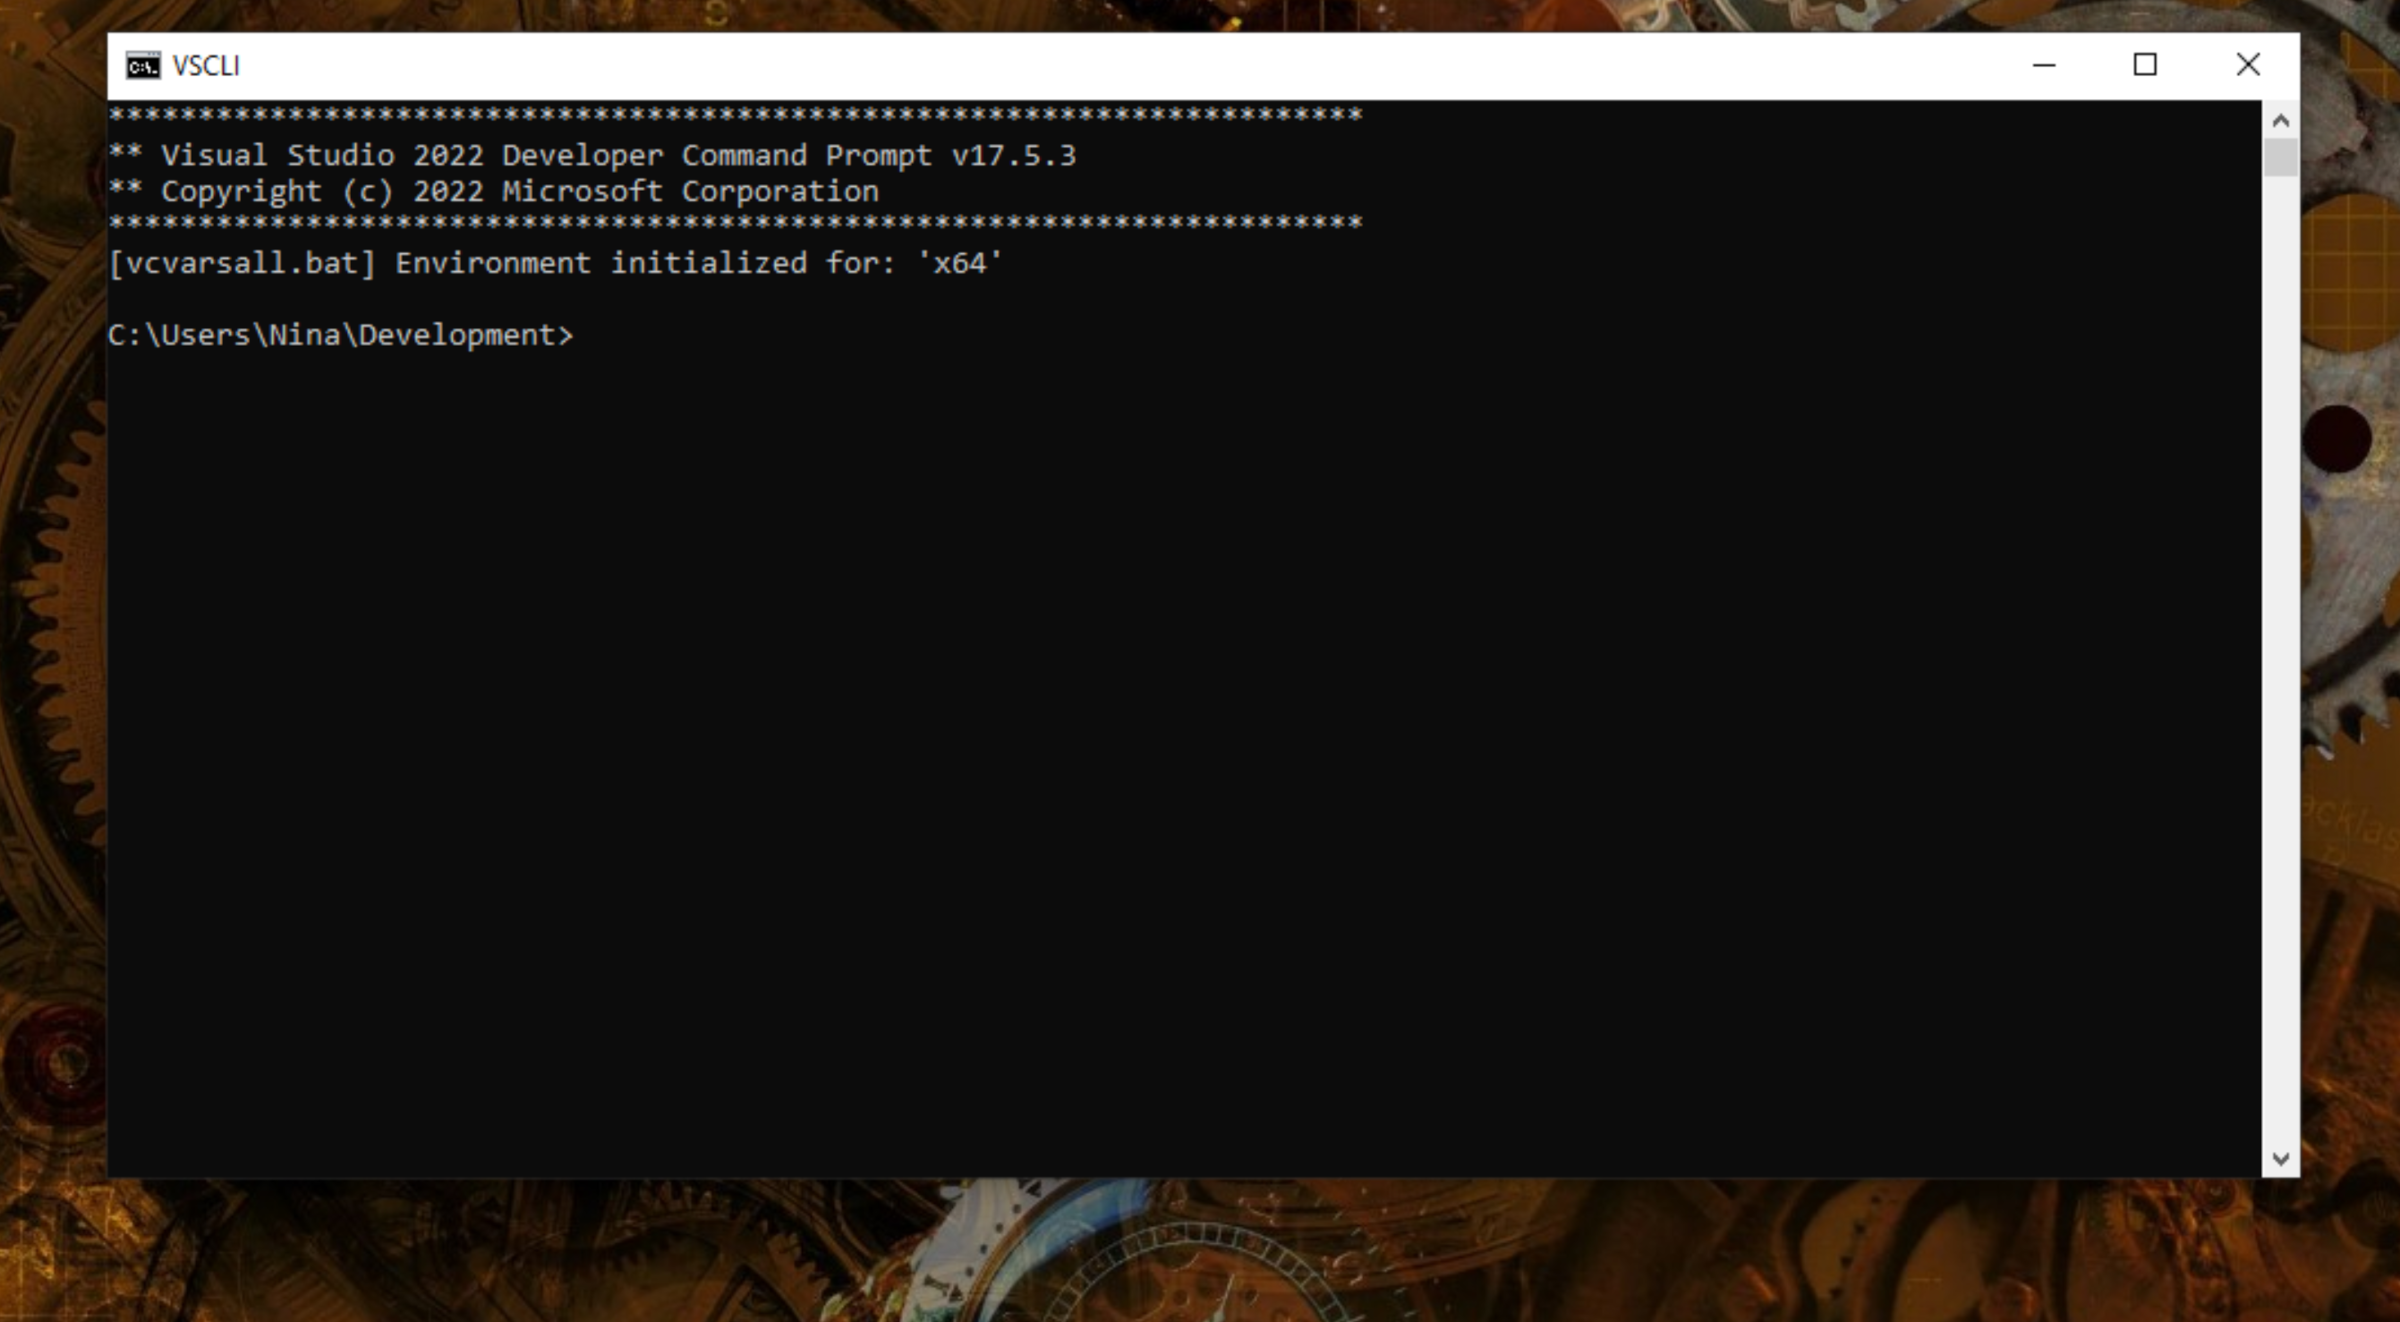 VSCLI
**********************************************************************
** Visual Studio 2022 Developer Command Prompt v17.5.3
** Copyright (c) 2022 Microsoft Corporation
**********************************************************************
[vcvarsall.bat] Environment initialized for: 'x64'
C:\Users\Nina\Development>